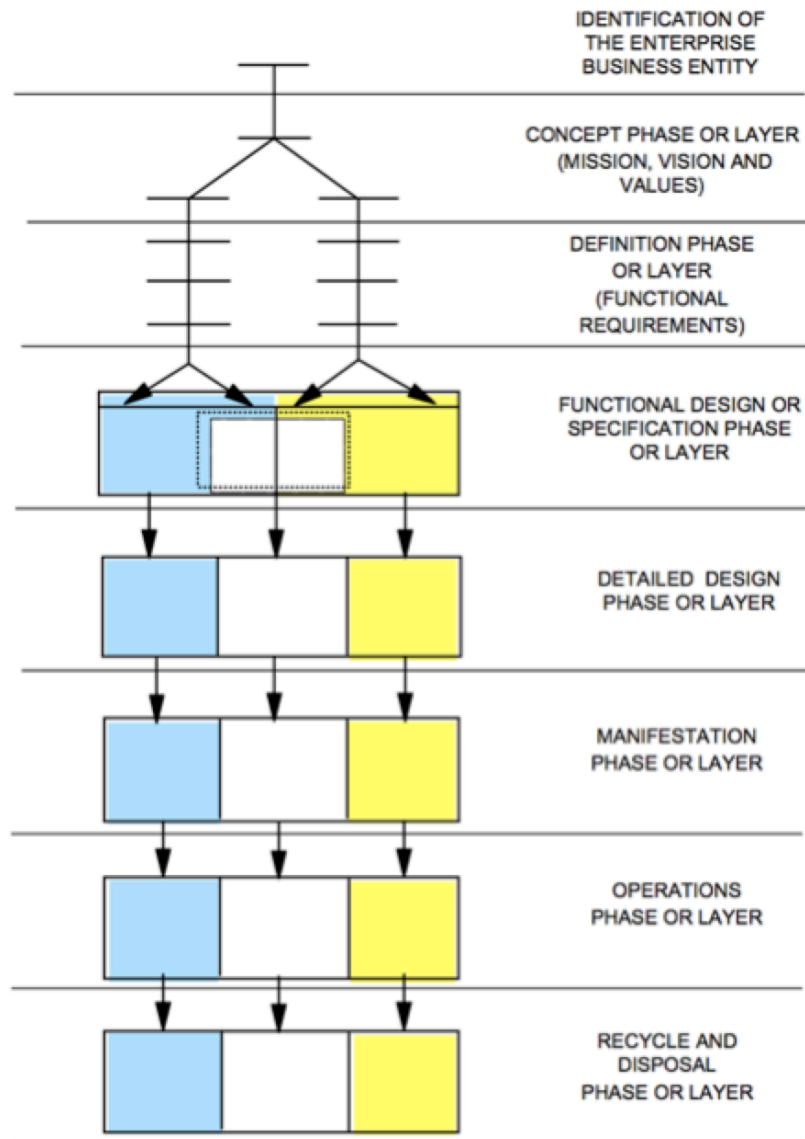 IDENTIFICATION OF
THE ENTERPRISE
BUSINESS ENTITY
CONCEPT PHASE OR LAYER
(MISSION, VISION AND
VALUES)
DEFINITION PHASE
OR LAYER
(FUNCTIONAL
REQUIREMENTS)
FUNCTIONAL DESIGN OR
SPECIFICATION PHASE
OR LAYER
DETAILED DESIGN
PHASE OR LAYER
MANIFESTATION
PHASE OR LAYER
OPERATIONS
PHASE OR LAYER
RECYCLE AND
DISPOSAL
PHASE OR LAYER